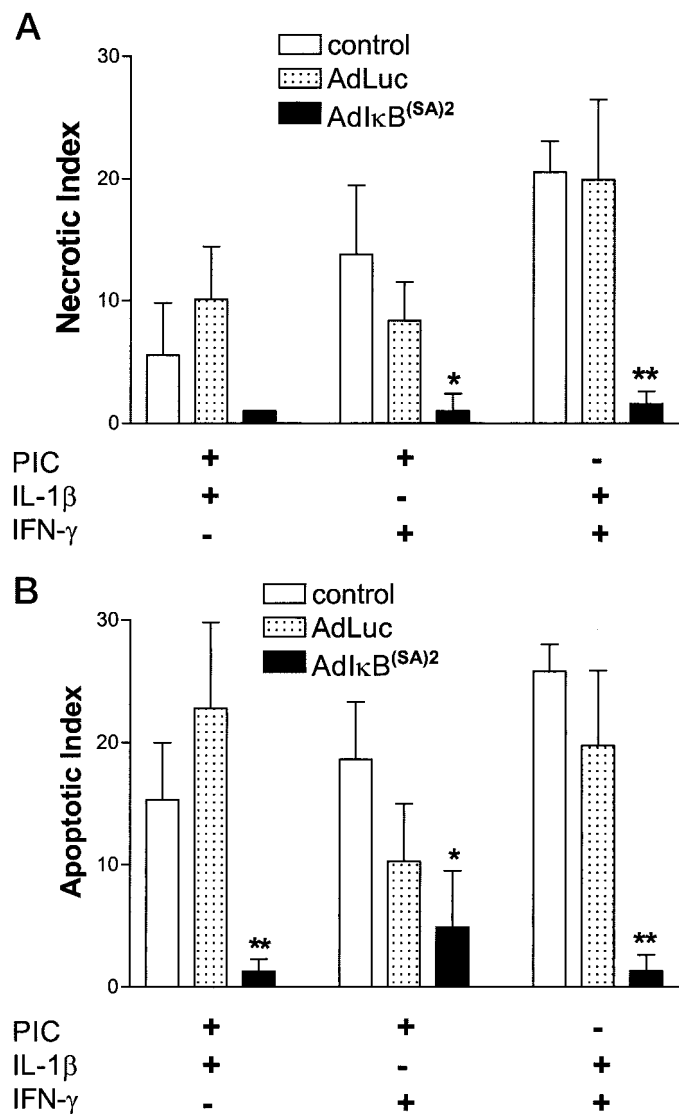 A
control
AdLuc
AdIκB(SA)2
30
20
10
0
Necrotic Index
*
**
PIC + + -
IL-1β + - +
IFN-γ - + +
B
control
AdLuc
AdIκB(SA)2
30
20
10
0
Apoptotic Index
**
*
**
PIC + + -
IL-1β + - +
IFN-γ - + +